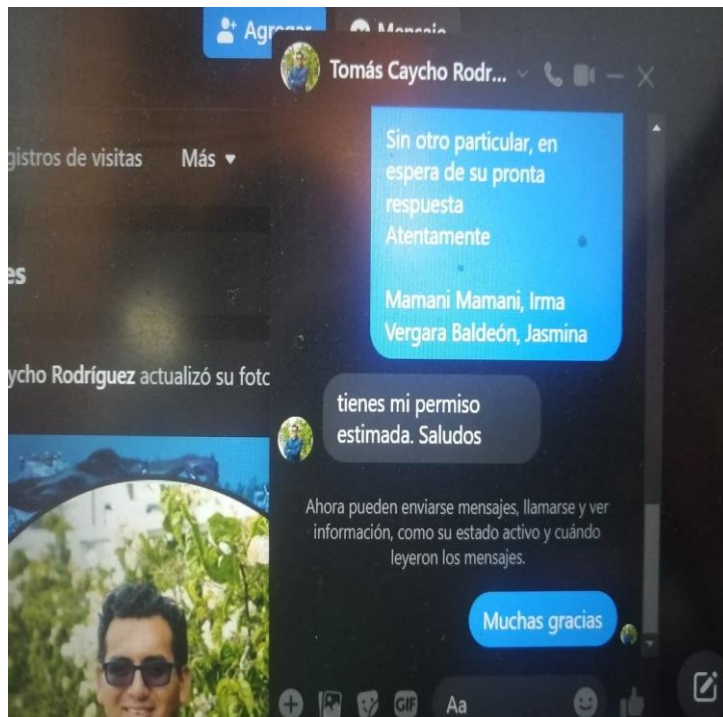 Agregar
Mensaje
Tomás Caycho Rodr...
gistros de visitas Más
Sin otro particular, en
espera de su pronta
respuesta
Atentamente
Mamani Mamani, Irma
Vergara Baldeón, Jasmina
es
ycho Rodríguez actualizó su foto
tienes mi permiso
estimada. Saludos
Ahora pueden enviarse mensajes, llamarse y ver
información, como su estado activo y cuándo
leyeron los mensajes.
Muchas gracias
GIF
Aa